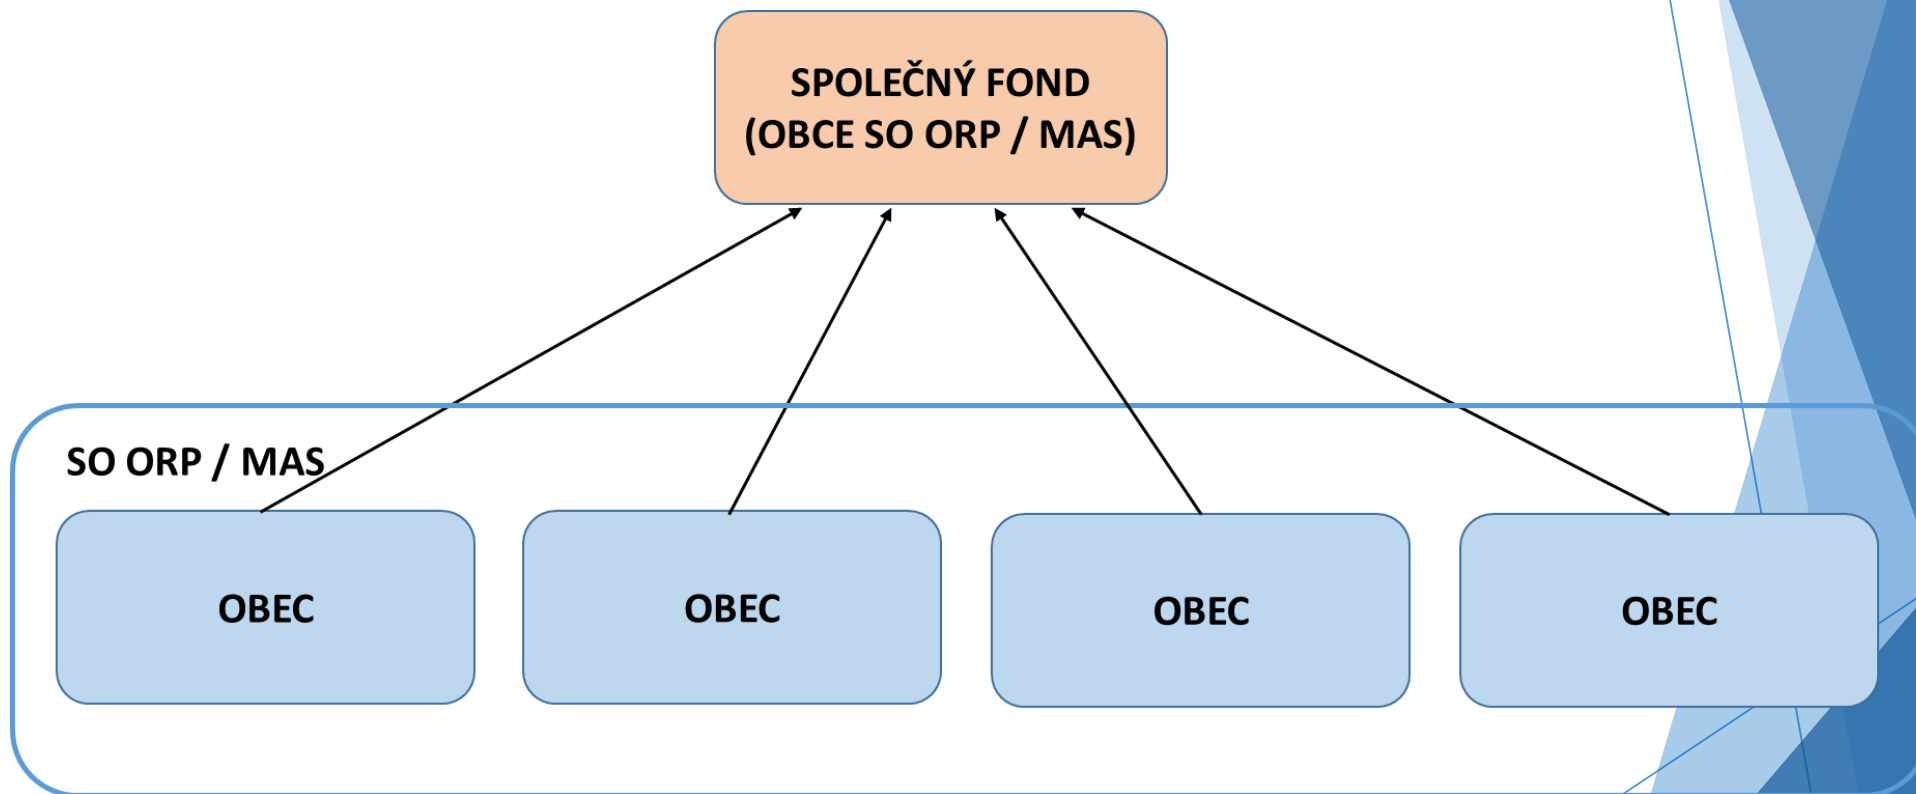 SPOLEČNÝ FOND
(OBCE SO ORP / MAS)
SO ORP / MAS
OBEC
OBEC
OBEC
OBEC